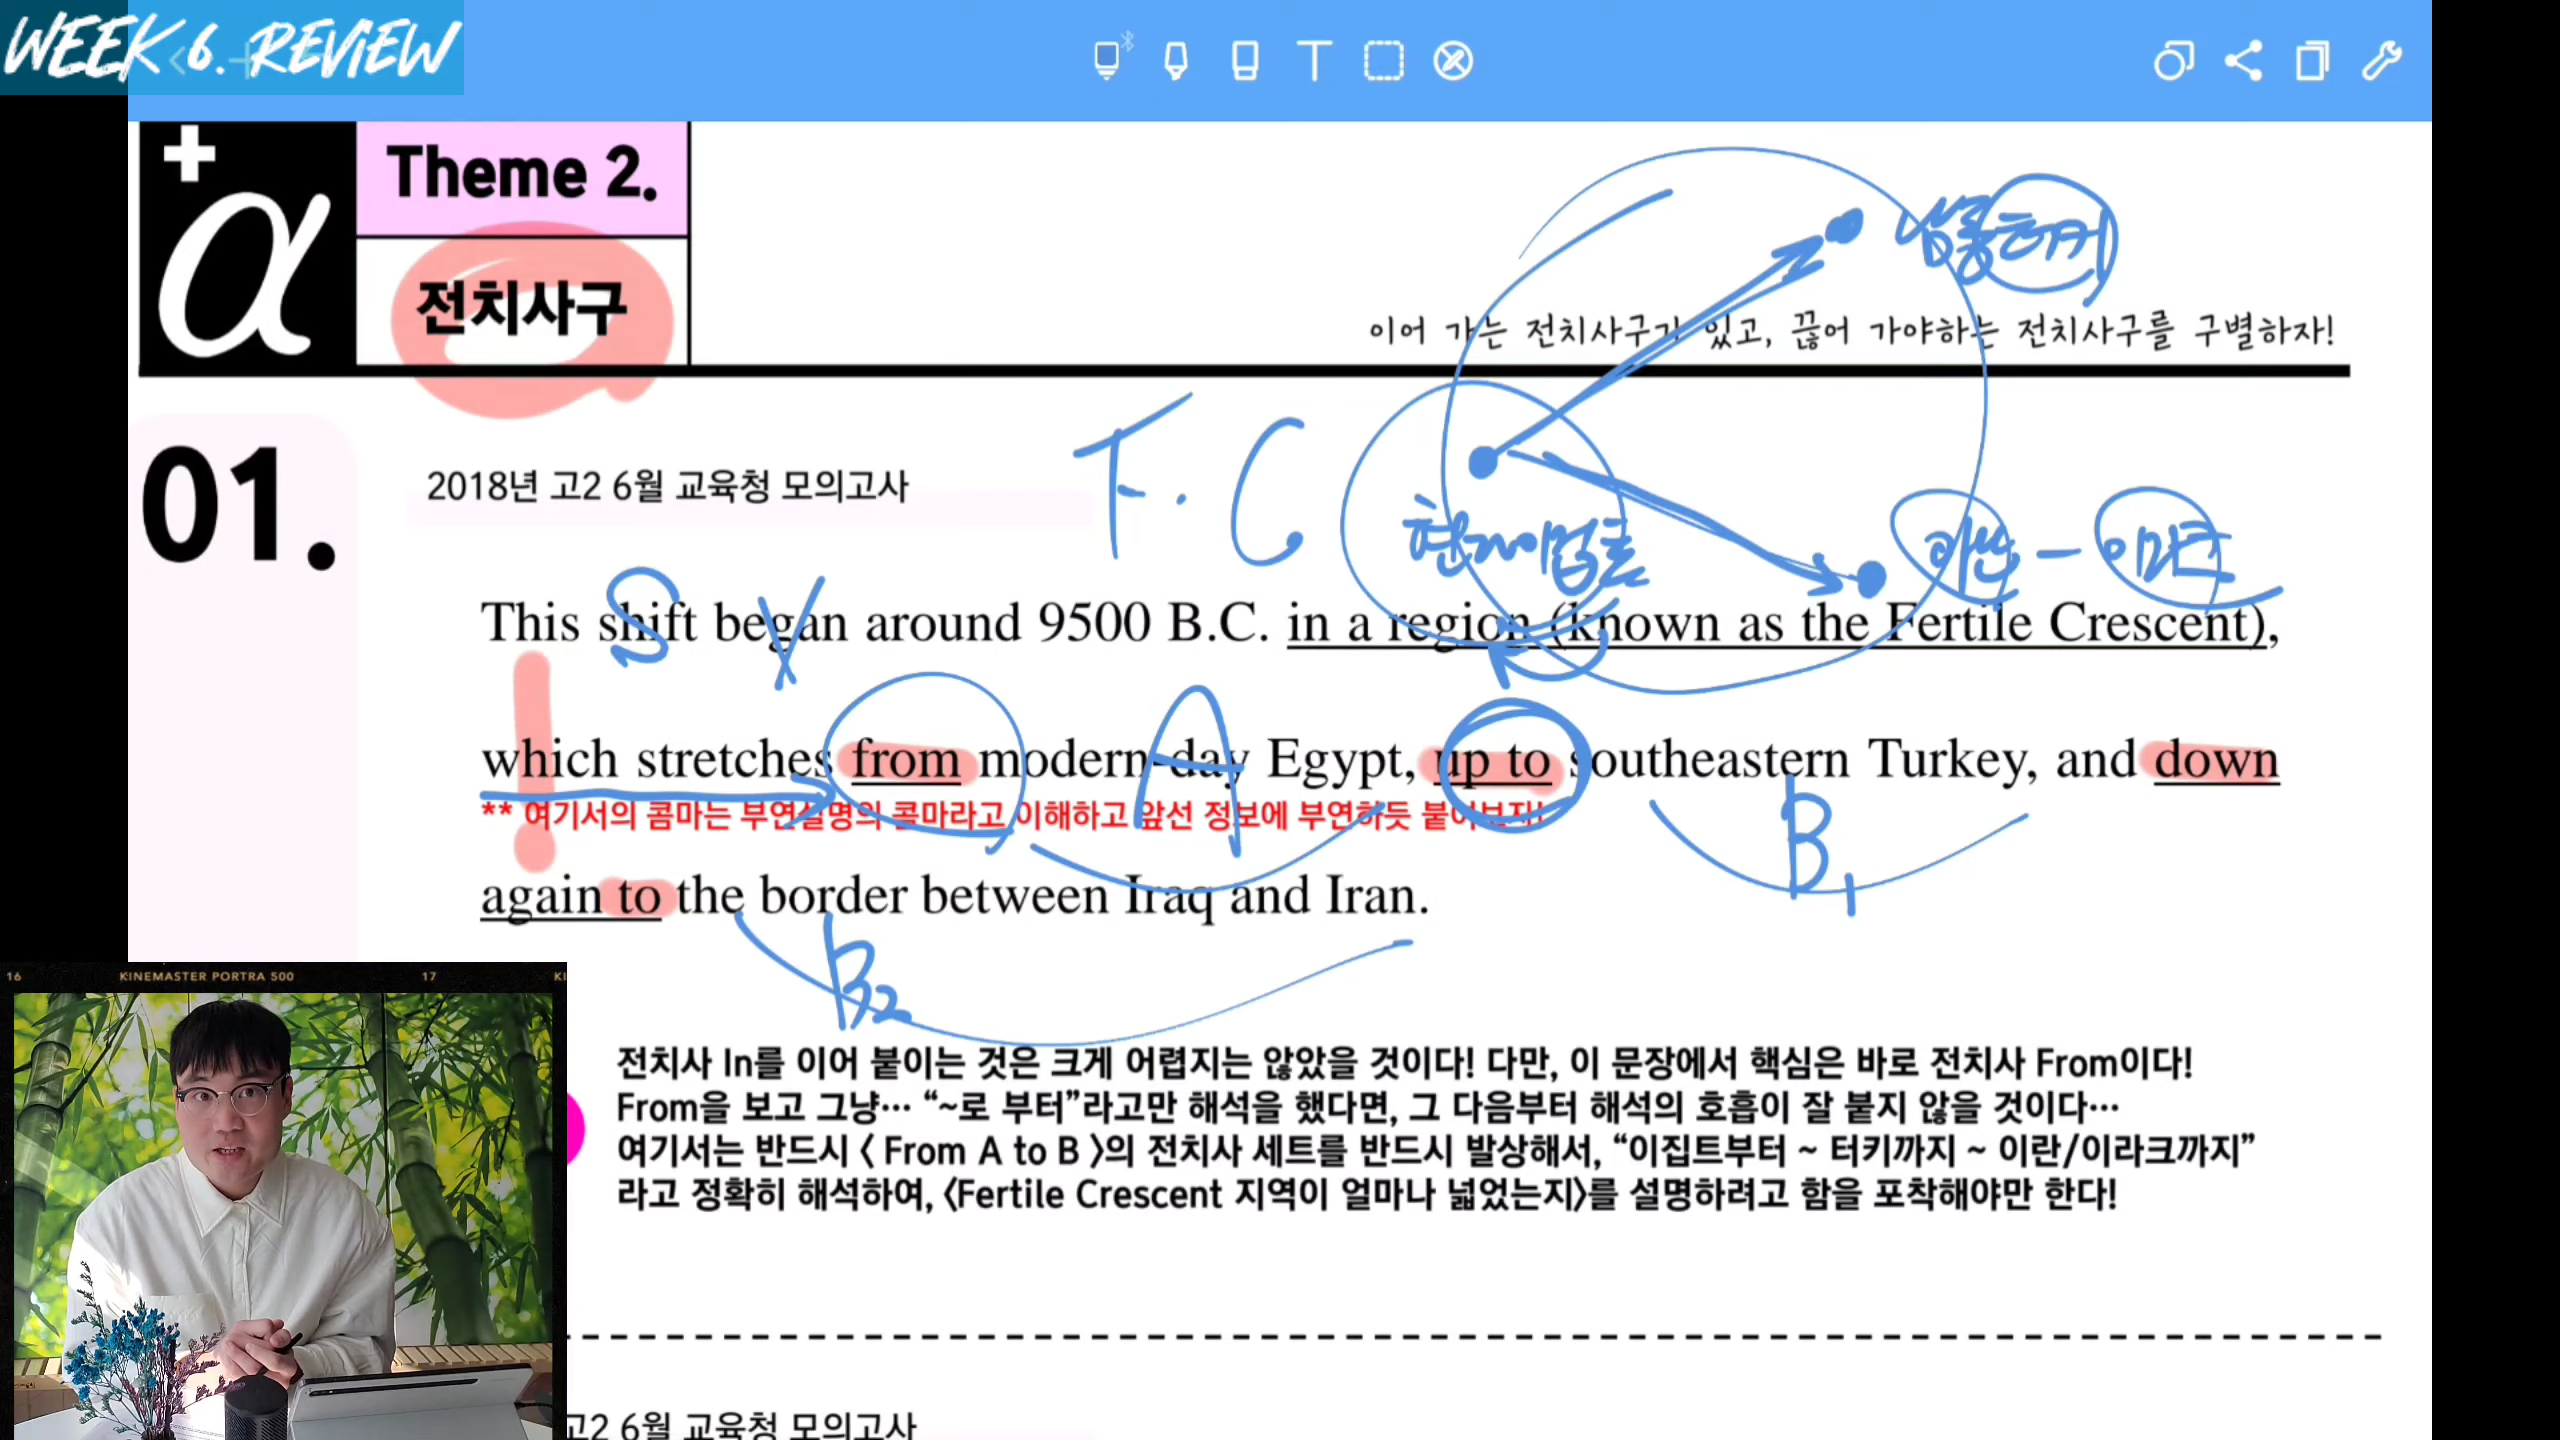 WEEK 6. REVIEW
+
α
Theme 2.
전치사구
이어 가는 전치사구가 있고, 끊어 가야하는 전치사구를 구별하자!
01.
2018년 고2 6월 교육청 모의고사
F.C
S V
This shift began around 9500 B.C. in a region (known as the Fertile Crescent),
which stretches from modern-day Egypt, up to southeastern Turkey, and down
A
** 여기서의 콤마는 부연설명의 콤마라고 이해하고 앞선 정보에 부연하듯 붙여보자!
B1
again to the border between Iraq and Iran.
B2
전치사 In를 이어 붙이는 것은 크게 어렵지는 않았을 것이다! 다만, 이 문장에서 핵심은 바로 전치사 From이다!
From을 보고 그냥… “~로 부터”라고만 해석을 했다면, 그 다음부터 해석의 호흡이 잘 붙지 않을 것이다…
여기서는 반드시 < From A to B >의 전치사 세트를 반드시 발상해서, “이집트부터 ~ 터키까지 ~ 이란/이라크까지”
라고 정확히 해석하여, <Fertile Crescent 지역이 얼마나 넓었는지>를 설명하려고 함을 포착해야만 한다!
16 KINEMASTER PORTRA 500 17 KI
고2 6월 교육청 모의고사